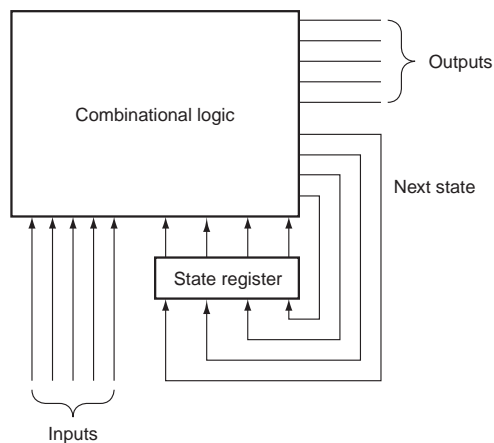 Outputs
Combinational logic
Next state
State register
Inputs